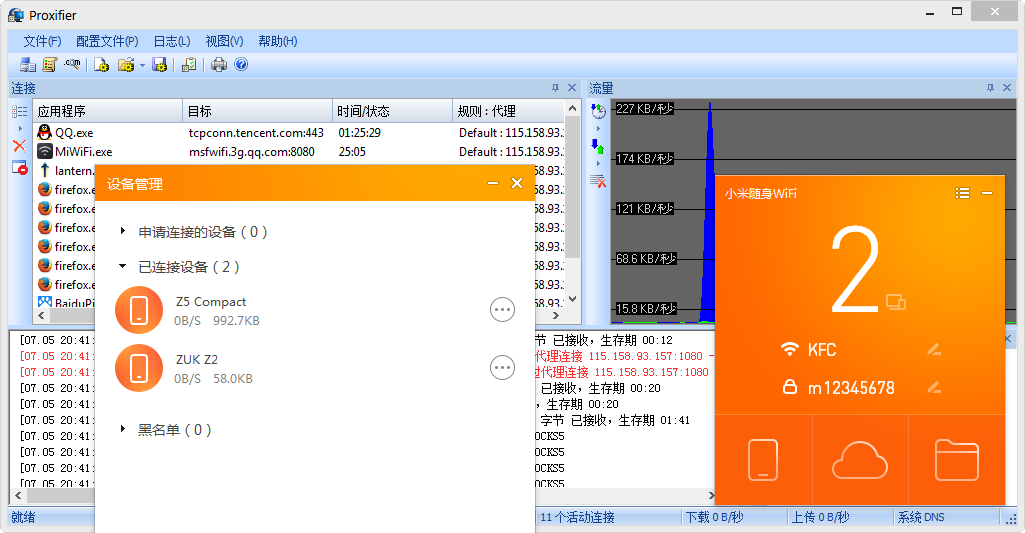 Proxifier
文件(F) 配置文件(P) 日志(L) 视图(V) 帮助(H)
.com
连接
应用程序 目标 时间/状态 规则 : 代理
QQ.exe tcpconn.tencent.com:443 01:25:29 Default : 115.158.93.
MiWiFi.exe msfwifi.3g.qq.com:8080 25:05 Default : 115.158.93.
lantern.
firefox.e
firefox.e
firefox.e
firefox.e
firefox.e
firefox.e
BaiduPi
58.93.
58.93.
58.93.
58.93.
58.93.
58.93.
58.93.
流量
227 KB/秒
174 KB/秒
121 KB/秒
68.6 KB/秒
15.8 KB/秒
设备管理
申请连接的设备 ( 0 )
已连接设备 ( 2 )
Z5 Compact
0B/S 992.7KB
ZUK Z2
0B/S 58.0KB
黑名单 ( 0 )
小米随身WiFi
2
KFC
m12345678
[07.05 20:41: 节 已接收，生存期 00:12
[07.05 20:41: 代理连接 115.158.93.157:1080
[07.05 20:41: 过代理连接 115.158.93.157:1080
[07.05 20:41: 已接收，生存期 00:20
[07.05 20:41: ，生存期 00:20
[07.05 20:41: 字节 已接收，生存期 01:41
[07.05 20:41: OCKS5
[07.05 20:41: OCKS5
[07.05 20:41: OCKS5
[07.05 20:41: OCKS5
就绪 11 个活动连接 下载 0 B/秒 上传 0 B/秒 系统 DNS